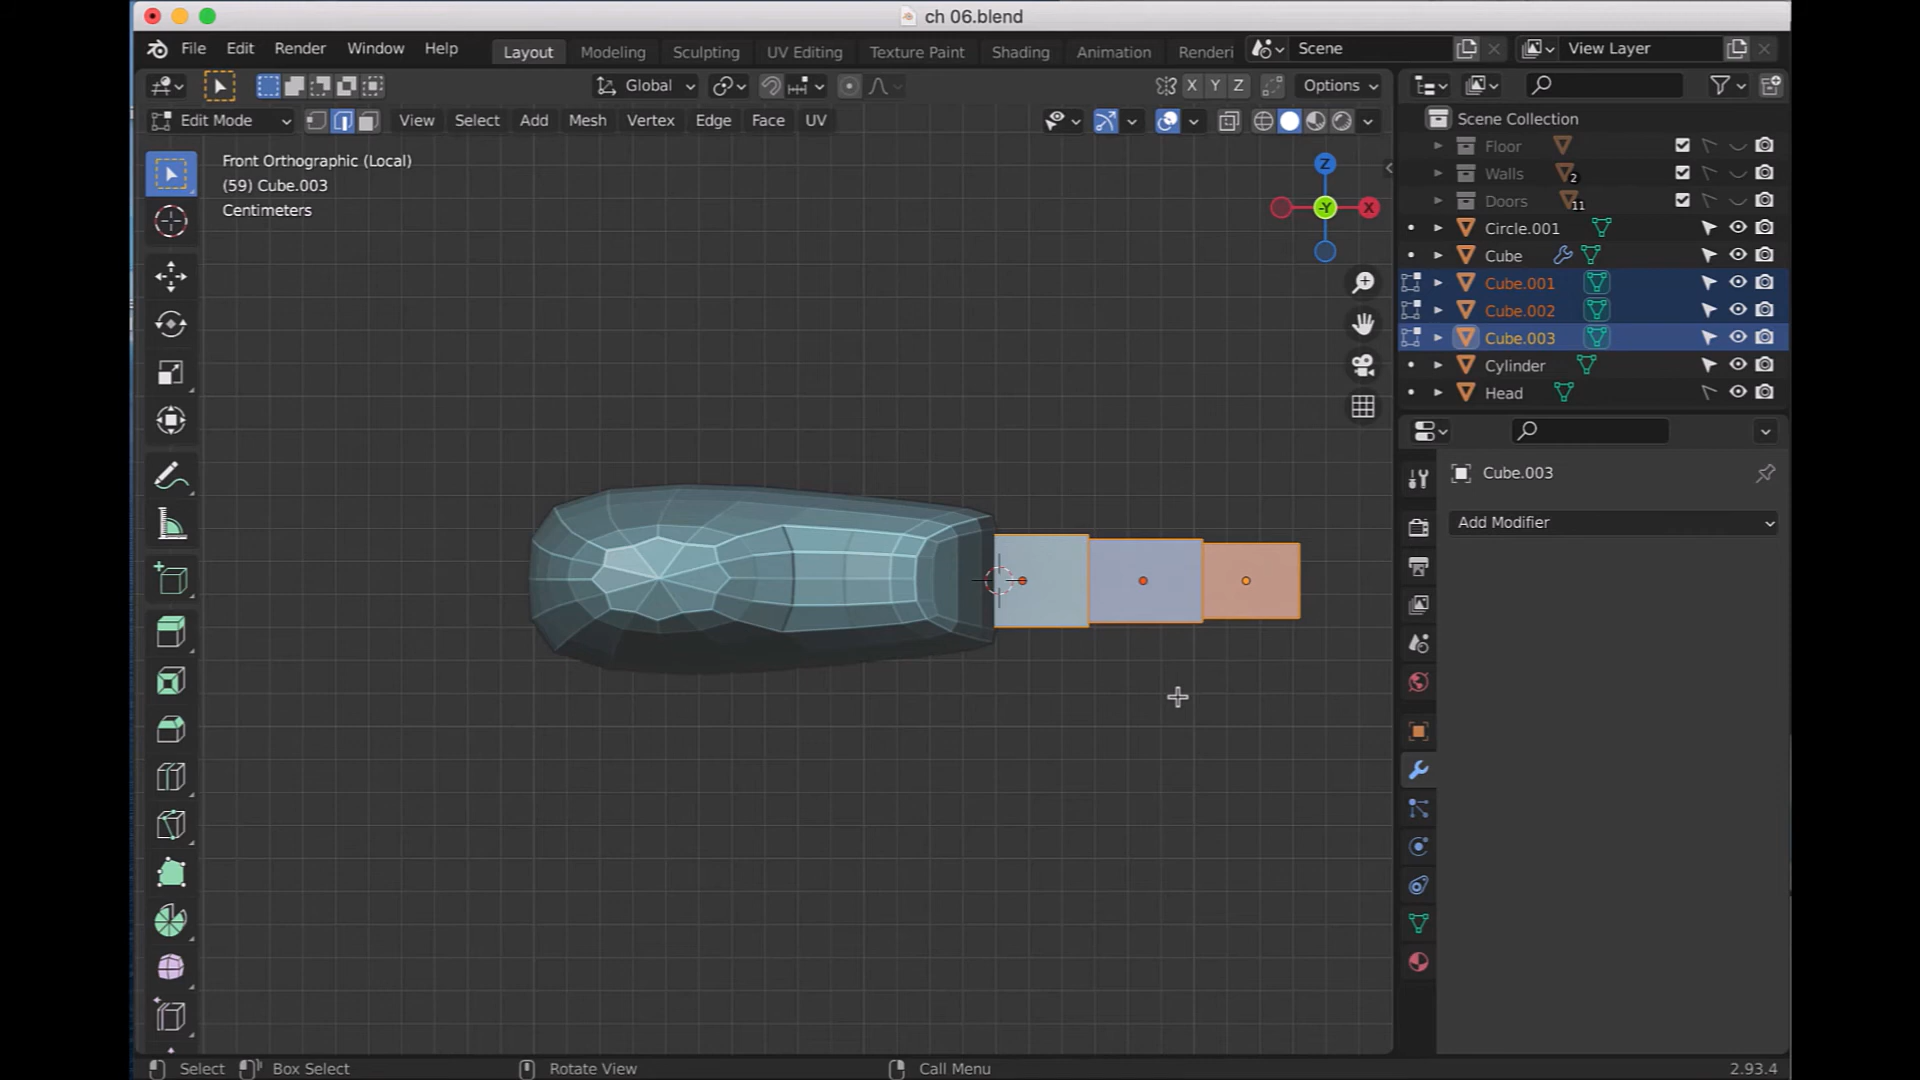 ch 06.blend
File Edit Render Window Help Layout Modeling Sculpting UV Editing Texture Paint Shading Animation Renderi Scene View Layer
Global X Y Z Options
Edit Mode View Select Add Mesh Vertex Edge Face UV
Front Orthographic (Local)
(59) Cube.003
Centimeters
Z
-Y
X
Scene Collection
Floor
Walls 2
Doors 11
Circle.001
Cube
Cube.001
Cube.002
Cube.003
Cylinder
Head
Cube.003
Add Modifier
Select Box Select Rotate View Call Menu 2.93.4